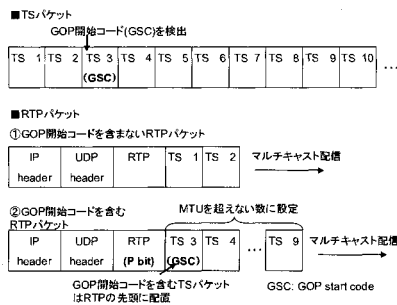 ■TSパケット
GOP開始コード(GSC)を検出
TS 1 TS 2 TS 3 TS 4 TS 5 TS 6 TS 7 TS 8 TS 9 TS 10 ...
(GSC)
■RTPパケット
①GOP開始コードを含まないRTPパケット
IP UDP RTP TS 1 TS 2 マルチキャスト配信
header header
②GOP開始コードを含む MTUを超えない数に設定
RTPパケット
IP UDP RTP TS 3 TS 4 ... TS 9 マルチキャスト配信
header header (P bit) (GSC)
GOP開始コードを含むTSパケット GSC: GOP start code
はRTPの先頭に配置